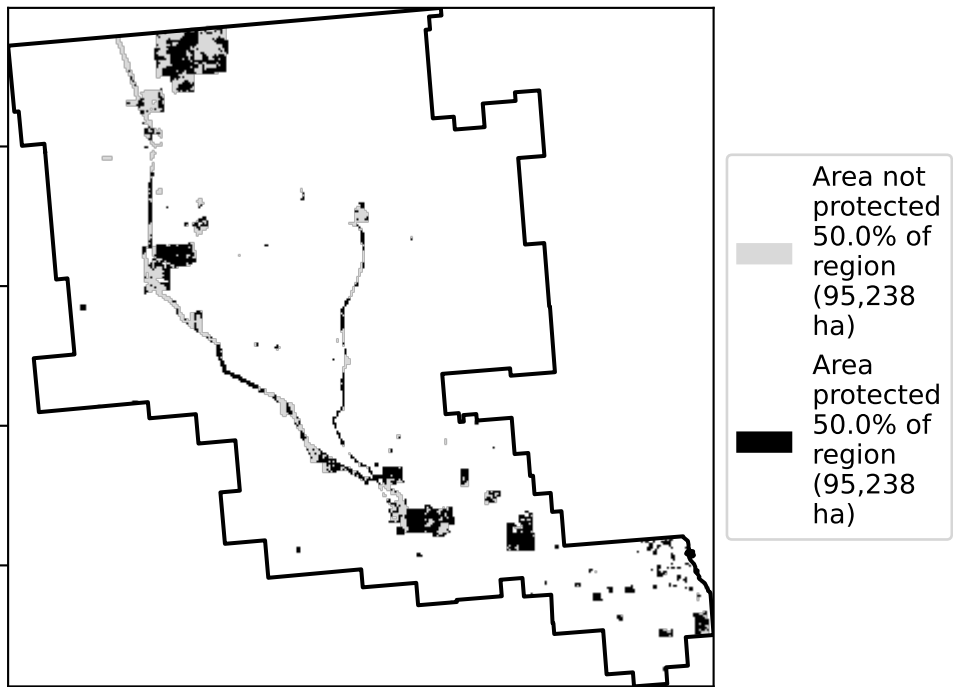 Area not
protected
50.0% of
region
(95,238
ha)
Area
protected
50.0% of
region
(95,238
ha)